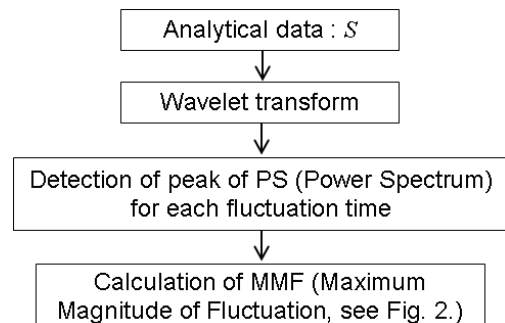 Analytical data : S
Wavelet transform
Detection of peak of PS (Power Spectrum)
for each fluctuation time
Calculation of MMF (Maximum
Magnitude of Fluctuation, see Fig. 2.)